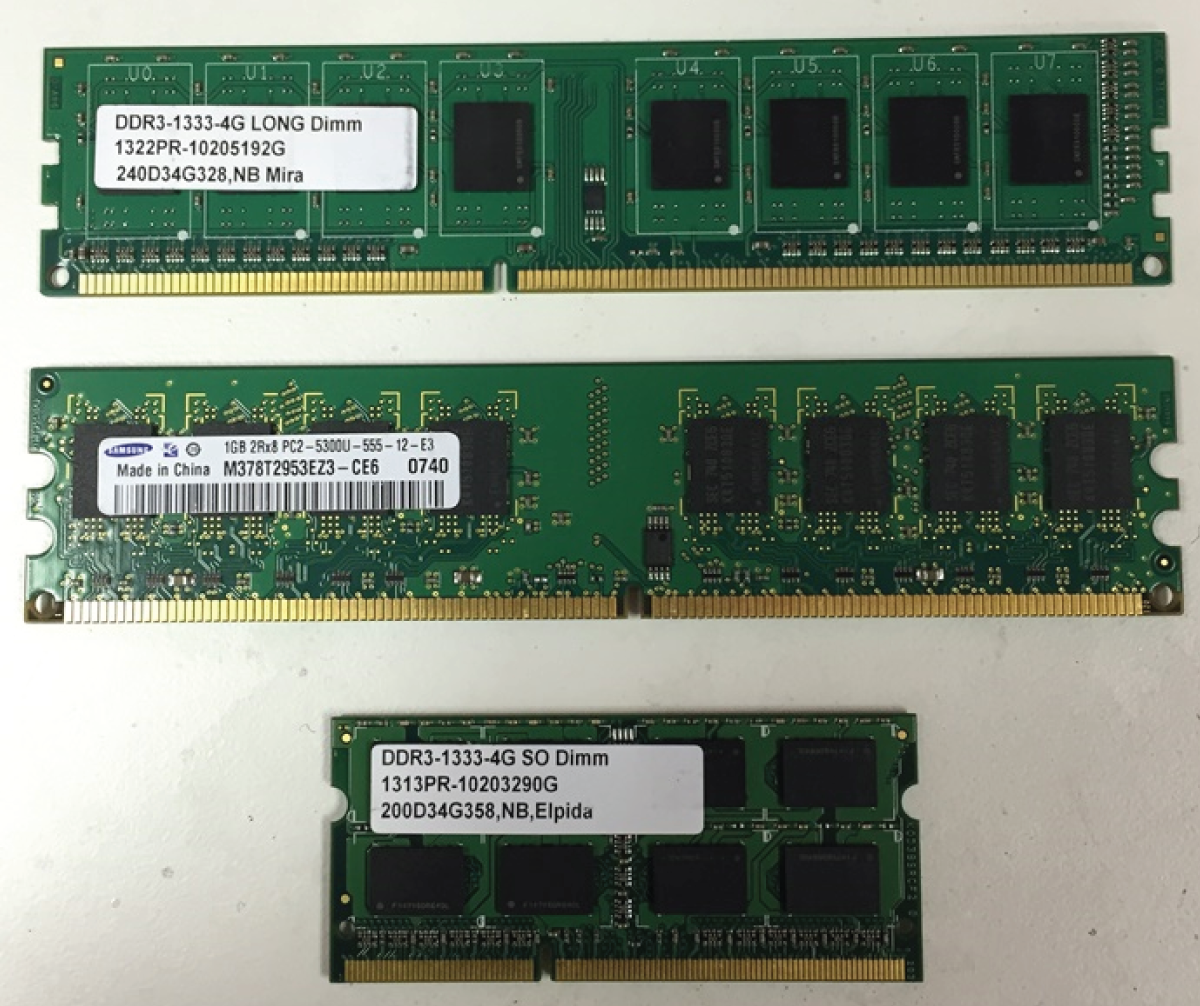 U0 U1 U2 U3 U4 U5 U6 U7
DDR3-1333-4G LONG Dimm
1322PR-10205192G
240D34G328,NB Mira
SAMSUNG 1GB 2Rx8 PC2-5300U-555-12-E3
Made in China M378T2953EZ3-CE6 0740
DDR3-1333-4G SO Dimm
1313PR-10203290G
200D34G358,NB,Elpida